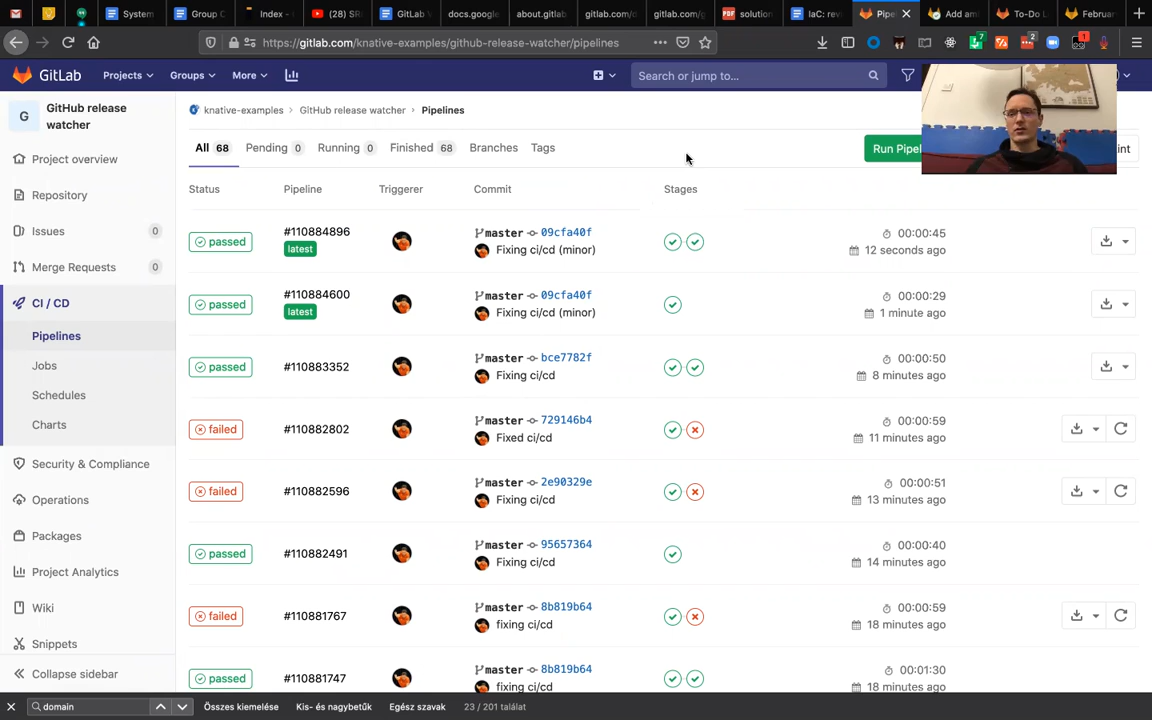 System
Group C
Index -
(28) SR
GitLab V
docs.google
about.gitlab
gitlab.com/d
gitlab.com/g
PDF solution
IaC: revi
Pipe
Add am
To-Do L
Februar
https://gitlab.com/knative-examples/github-release-watcher/pipelines
7
2
1
GitLab Projects Groups More Search or jump to...
G GitHub release watcher
knative-examples > GitHub release watcher > Pipelines
All 68 Pending 0 Running 0 Finished 68 Branches Tags Run Pipel int
Project overview
Repository
Issues 0
Merge Requests 0
CI / CD
Pipelines
Jobs
Schedules
Charts
Security & Compliance
Operations
Packages
Project Analytics
Wiki
Snippets
Collapse sidebar
Status Pipeline Triggerer Commit Stages
passed #110884896 latest master 09cfa40f Fixing ci/cd (minor) 00:00:45 12 seconds ago
passed #110884600 latest master 09cfa40f Fixing ci/cd (minor) 00:00:29 1 minute ago
passed #110883352 master bce7782f Fixing ci/cd 00:00:50 8 minutes ago
failed #110882802 master 729146b4 Fixed ci/cd 00:00:59 11 minutes ago
failed #110882596 master 2e90329e Fixing ci/cd 00:00:51 13 minutes ago
passed #110882491 master 95657364 Fixing ci/cd 00:00:40 14 minutes ago
failed #110881767 master 8b819b64 fixing ci/cd 00:00:59 18 minutes ago
passed #110881747 master 8b819b64 fixing ci/cd 00:01:30 18 minutes ago
domain Összes kiemelése Kis- és nagybetűk Egész szavak 23 / 201 találat